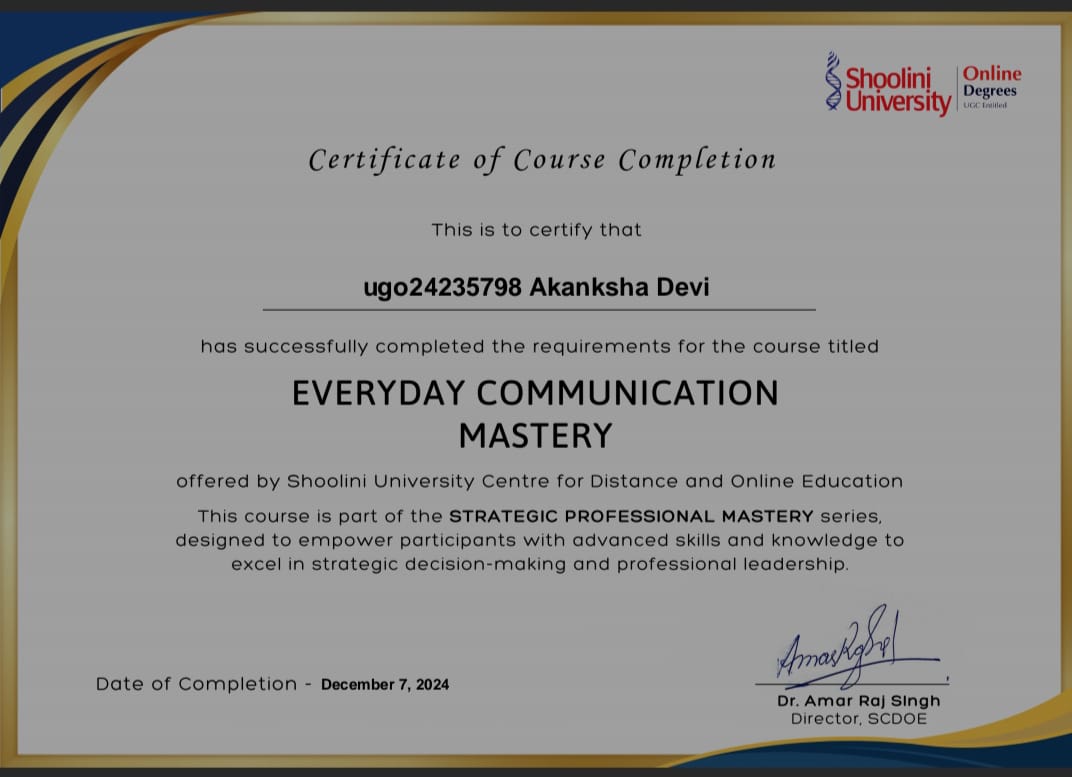 Shoolini University
Online Degrees
UGC Entitled
Certificate of Course Completion
This is to certify that
ugo24235798 Akanksha Devi
has successfully completed the requirements for the course titled
EVERYDAY COMMUNICATION
MASTERY
offered by Shoolini University Centre for Distance and Online Education
This course is part of the STRATEGIC PROFESSIONAL MASTERY series,
designed to empower participants with advanced skills and knowledge to
excel in strategic decision-making and professional leadership.
Date of Completion - December 7, 2024
Dr. Amar Raj SIngh
Director, SCDOE